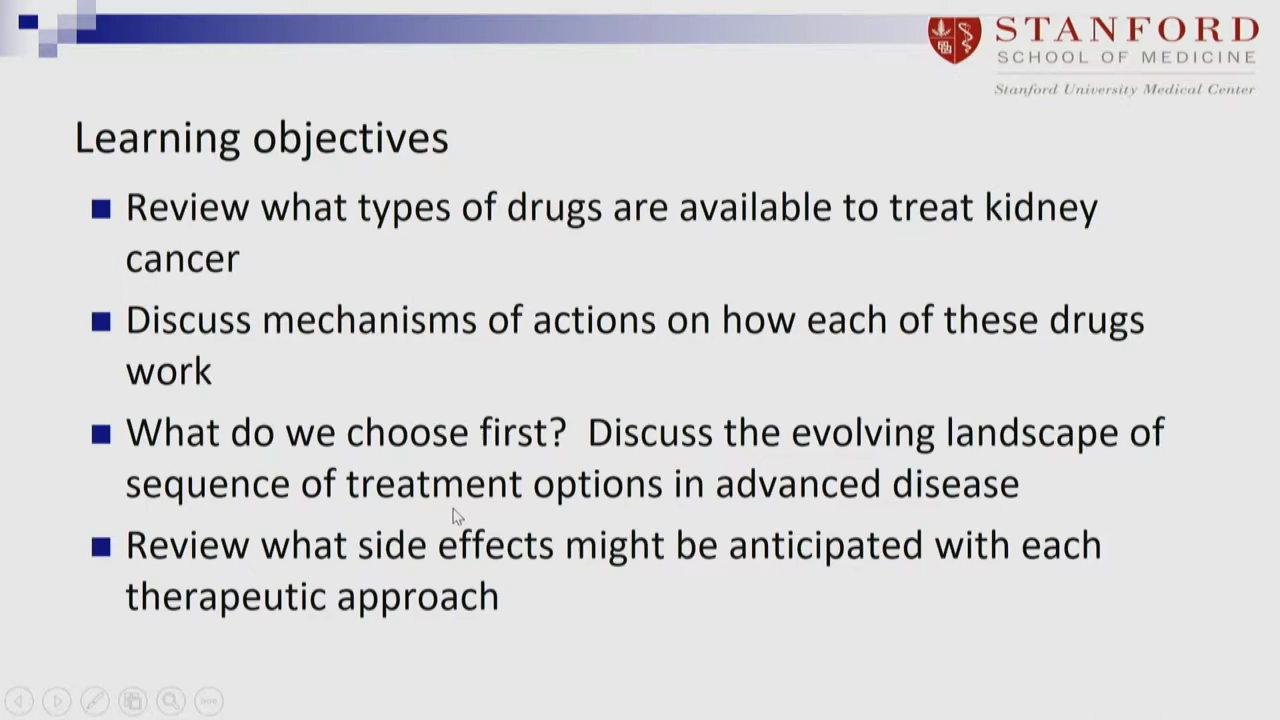 STANFORD
SCHOOL OF MEDICINE
Stanford University Medical Center
Learning objectives
Review what types of drugs are available to treat kidney
cancer
Discuss mechanisms of actions on how each of these drugs
work
What do we choose first?  Discuss the evolving landscape of
sequence of treatment options in advanced disease
Review what side effects might be anticipated with each
therapeutic approach